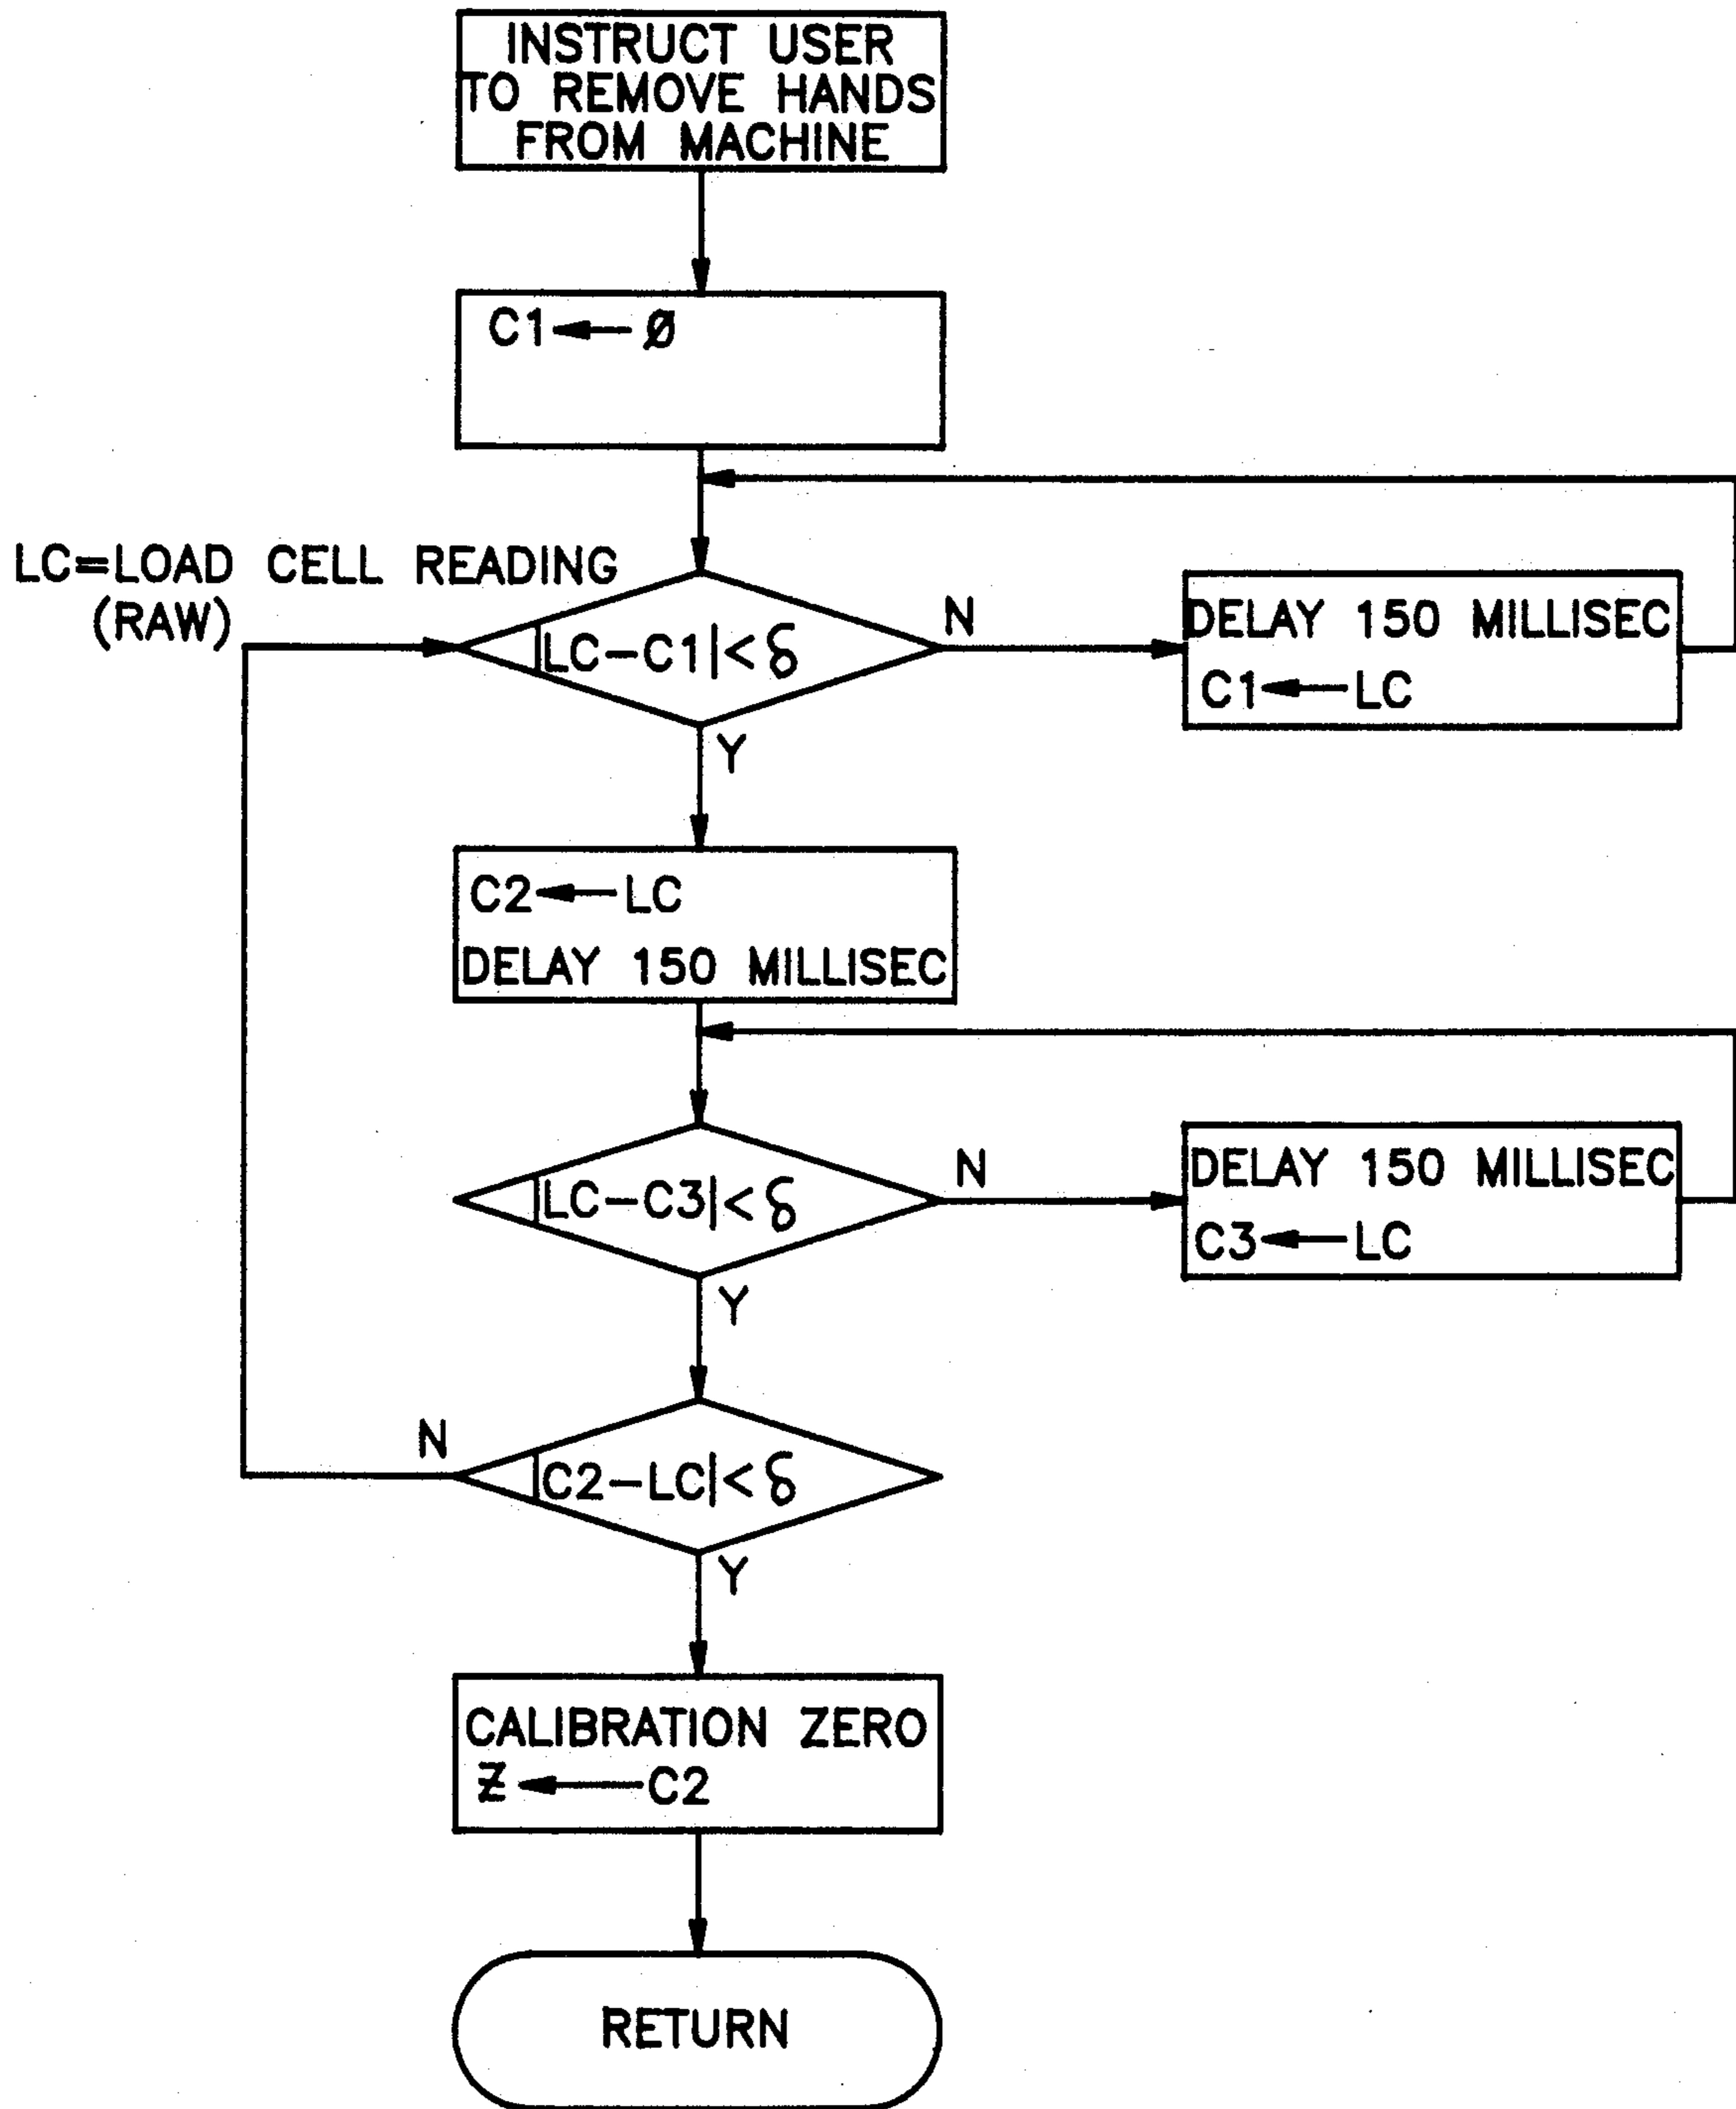 INSTRUCT USER
TO REMOVE HANDS
FROM MACHINE
C1←Ø
LC=LOAD CELL READING
(RAW)
|LC-C1|<δ
N
DELAY 150 MILLISEC
C1←LC
Y
C2←LC
DELAY 150 MILLISEC
|LC-C3|<δ
N
DELAY 150 MILLISEC
C3←LC
Y
N
|C2-LC|<δ
Y
CALIBRATION ZERO
Z←C2
RETURN